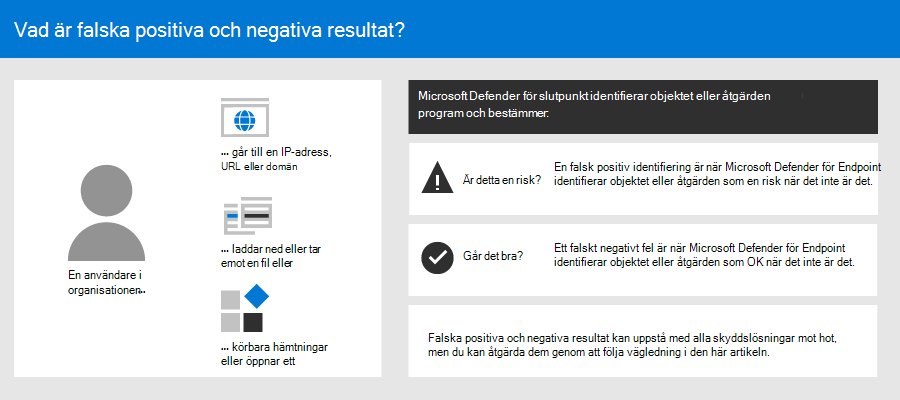 Vad är falska positiva och negativa resultat?
En användare i
organisationen...
... går till en IP-adress,
URL eller domän
... laddar ned eller tar
emot en fil eller
... körbara hämtningar
eller öppnar ett
Microsoft Defender för slutpunkt identifierar objektet eller åtgärden
program och bestämmer:
Är detta en risk?
En falsk positiv identifiering är när Microsoft Defender för Endpoint
identifierar objektet eller åtgärden som en risk när det inte är det.
Går det bra?
Ett falskt negativt fel är när Microsoft Defender för Endpoint
identifierar objektet eller åtgärden som OK när det inte är det.
Falska positiva och negativa resultat kan uppstå med alla skyddslösningar mot hot,
men du kan åtgärda dem genom att följa vägledning i den här artikeln.